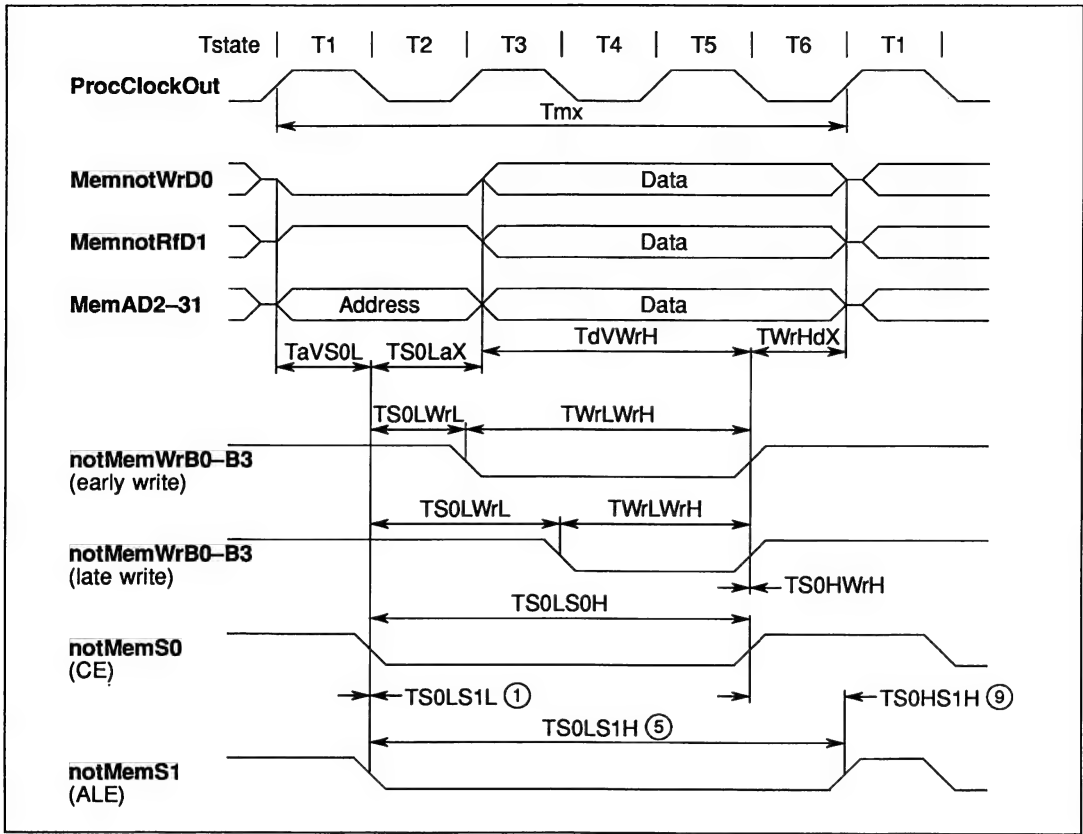 Tstate | T1 | T2 | T3 | T4 | T5 | T6 | T1 |
ProcClockOut
Tmx
MemnotWrD0
Data
MemnotRfD1
Data
MemAD2–31
Address
Data
TaVS0L
TS0LaX
TdVWrH
TWrHdX
TS0LWrL
TWrLWrH
notMemWrB0–B3
(early write)
TS0LWrL
TWrLWrH
notMemWrB0–B3
(late write)
TS0HWrH
TS0LS0H
notMemS0
(CE)
TS0LS1L ①
TS0HS1H ⑨
TS0LS1H ⑤
notMemS1
(ALE)